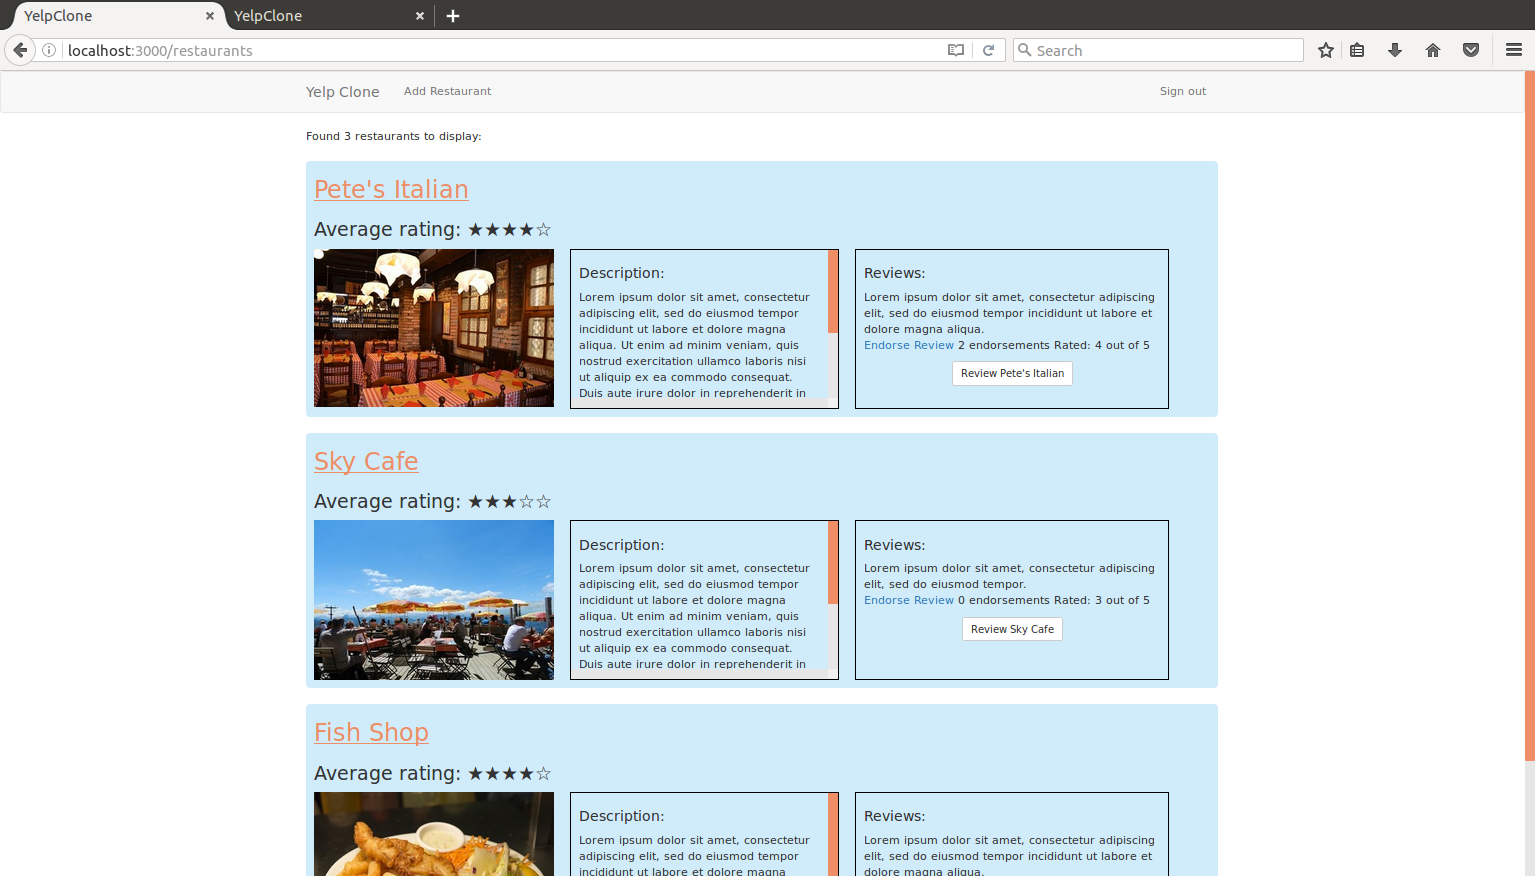 YelpClone
YelpClone
localhost:3000/restaurants
Search
Yelp Clone
Add Restaurant
Sign out
Found 3 restaurants to display:
Pete's Italian
Average rating: ★★★★☆
Description:
Lorem ipsum dolor sit amet, consectetur
adipiscing elit, sed do eiusmod tempor
incididunt ut labore et dolore magna
aliqua. Ut enim ad minim veniam, quis
nostrud exercitation ullamco laboris nisi
ut aliquip ex ea commodo consequat.
Duis aute irure dolor in reprehenderit in
Reviews:
Lorem ipsum dolor sit amet, consectetur adipiscing
elit, sed do eiusmod tempor incididunt ut labore et
dolore magna aliqua.
Endorse Review 2 endorsements Rated: 4 out of 5
Review Pete's Italian
Sky Cafe
Average rating: ★★★☆☆
Description:
Lorem ipsum dolor sit amet, consectetur
adipiscing elit, sed do eiusmod tempor
incididunt ut labore et dolore magna
aliqua. Ut enim ad minim veniam, quis
nostrud exercitation ullamco laboris nisi
ut aliquip ex ea commodo consequat.
Duis aute irure dolor in reprehenderit in
Reviews:
Lorem ipsum dolor sit amet, consectetur adipiscing
elit, sed do eiusmod tempor.
Endorse Review 0 endorsements Rated: 3 out of 5
Review Sky Cafe
Fish Shop
Average rating: ★★★★☆
Description:
Lorem ipsum dolor sit amet, consectetur
adipiscing elit, sed do eiusmod tempor
incididunt ut labore et dolore magna
Reviews:
Lorem ipsum dolor sit amet, consectetur adipiscing
elit, sed do eiusmod tempor incididunt ut labore et
dolore magna aliqua.